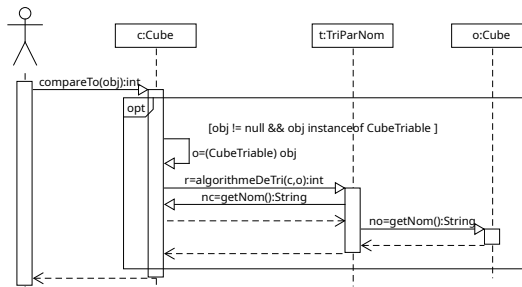 c:Cube
t:TriParNom
o:Cube
compareTo(obj):int
opt
[obj != null && obj instanceof CubeTriable ]
o=(CubeTriable) obj
r=algorithmeDeTri(c,o):int
nc=getNom():String
no=getNom():String